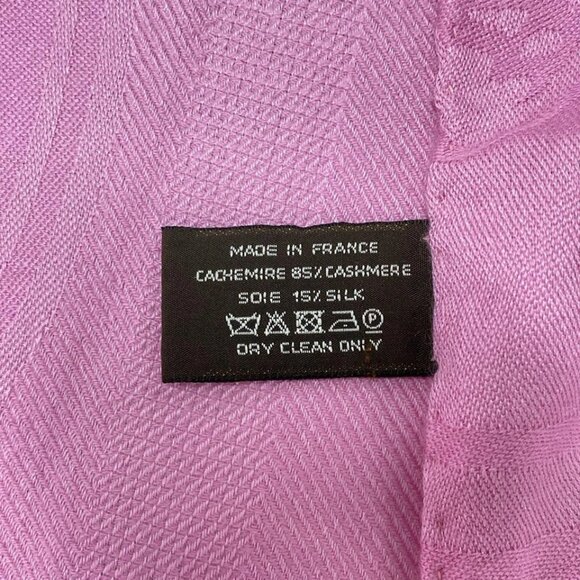 MADE IN FRANCE
CACHEMIRE 85% CASHMERE
SOIE 15% SILK
P
DRY CLEAN ONLY